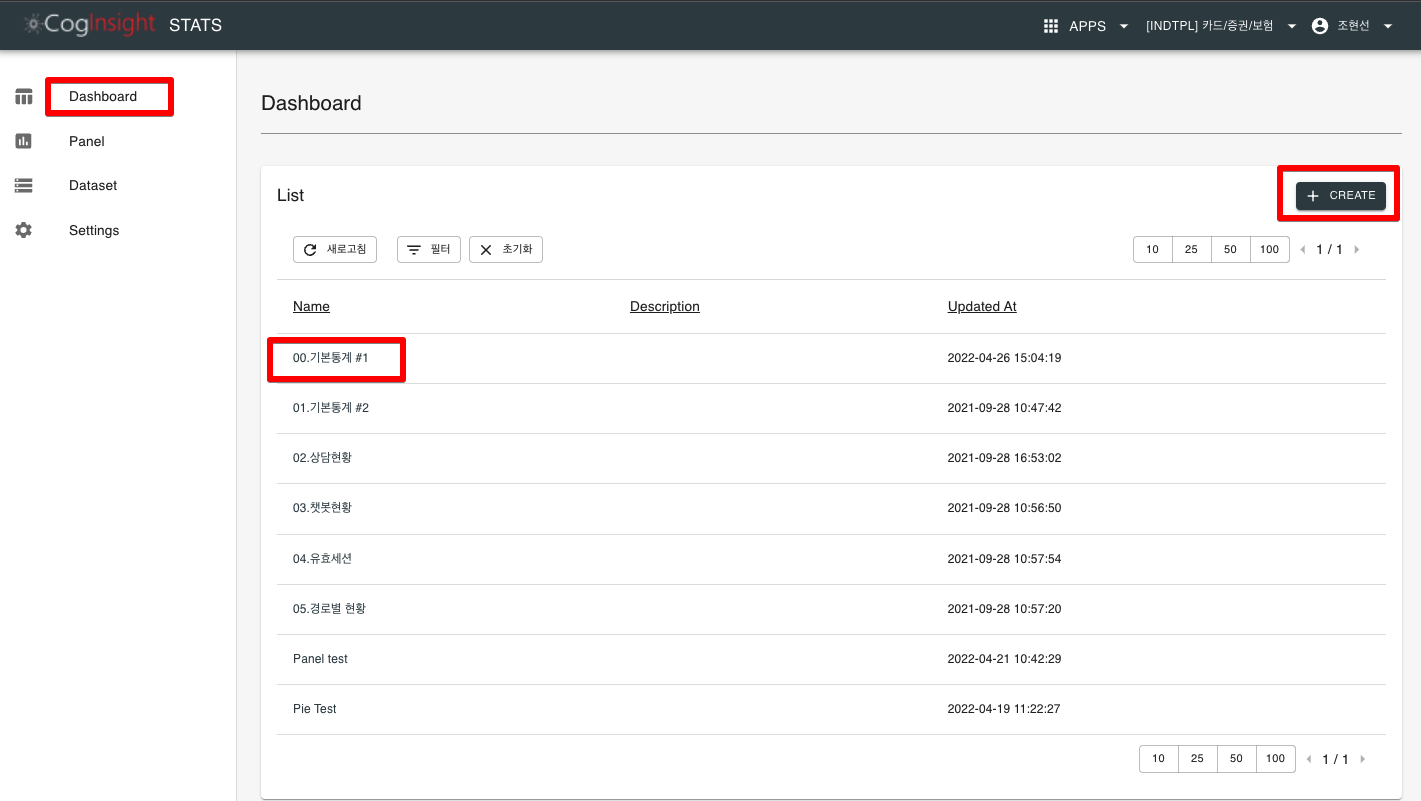 CogInsight STATS
APPS
[INDTPL] 카드/증권/보험
조현선
Dashboard
Panel
Dataset
Settings
Dashboard
List
CREATE
새로고침
필터
초기화
10 25 50 100 1 / 1
Name Description Updated At
00.기본통계 #1 2022-04-26 15:04:19
01.기본통계 #2 2021-09-28 10:47:42
02.상담현황 2021-09-28 16:53:02
03.챗봇현황 2021-09-28 10:56:50
04.유효세션 2021-09-28 10:57:54
05.경로별 현황 2021-09-28 10:57:20
Panel test 2022-04-21 10:42:29
Pie Test 2022-04-19 11:22:27
10 25 50 100 1 / 1